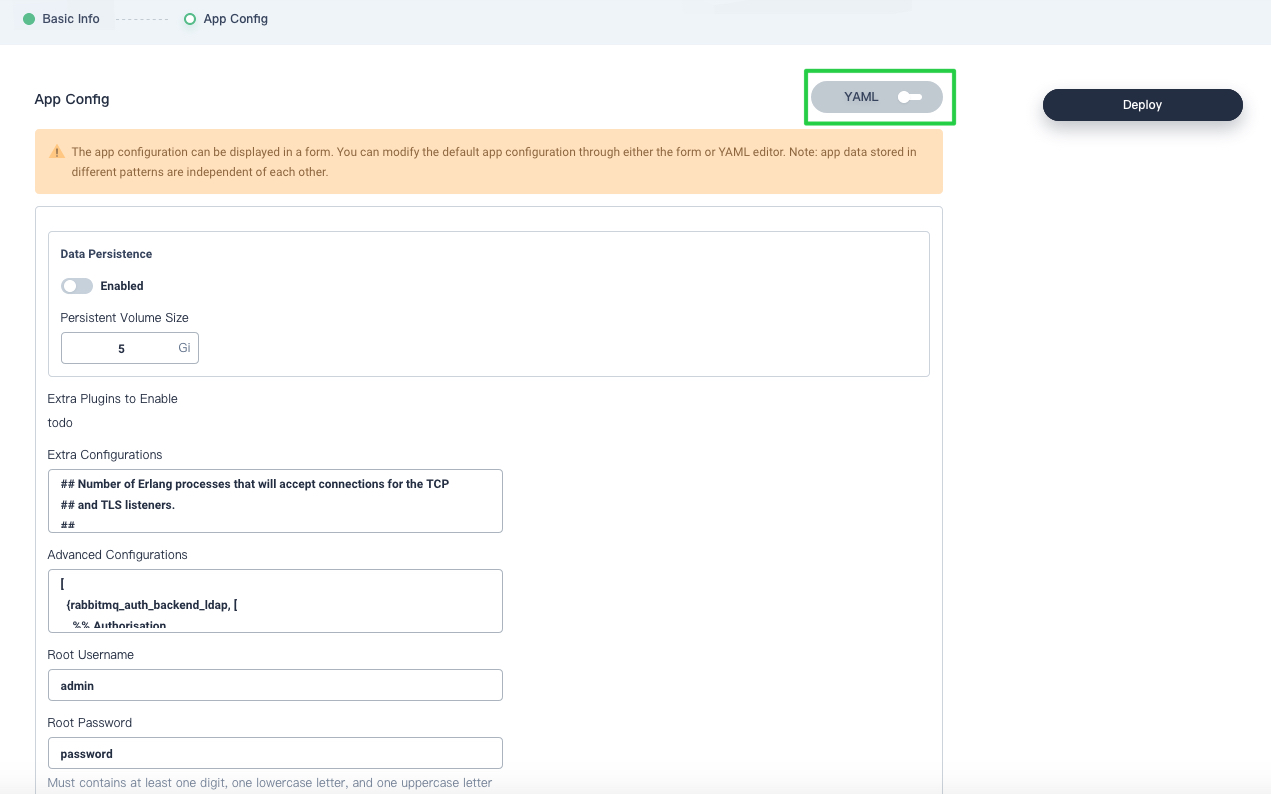 Basic Info
App Config
App Config
YAML
Deploy
The app configuration can be displayed in a form. You can modify the default app configuration through either the form or YAML editor. Note: app data stored in
different patterns are independent of each other.
Data Persistence
Enabled
Persistent Volume Size
5 Gi
Extra Plugins to Enable
todo
Extra Configurations
## Number of Erlang processes that will accept connections for the TCP
## and TLS listeners.
##
Advanced Configurations
[
{rabbitmq_auth_backend_ldap, [
%% Authorisation
Root Username
admin
Root Password
password
Must contains at least one digit, one lowercase letter, and one uppercase letter